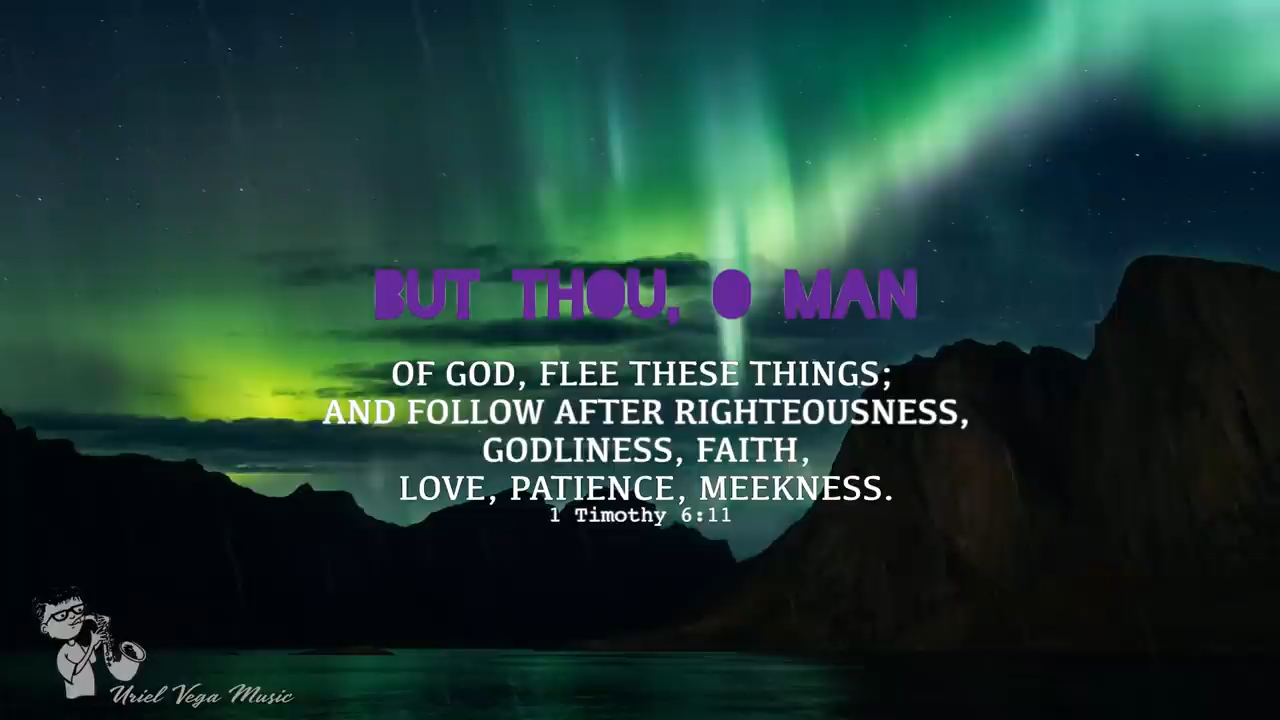 BUT THOU, O MAN
OF GOD, FLEE THESE THINGS;
AND FOLLOW AFTER RIGHTEOUSNESS,
GODLINESS, FAITH,
LOVE, PATIENCE, MEEKNESS.
1 Timothy 6:11
Uriel Vega Music